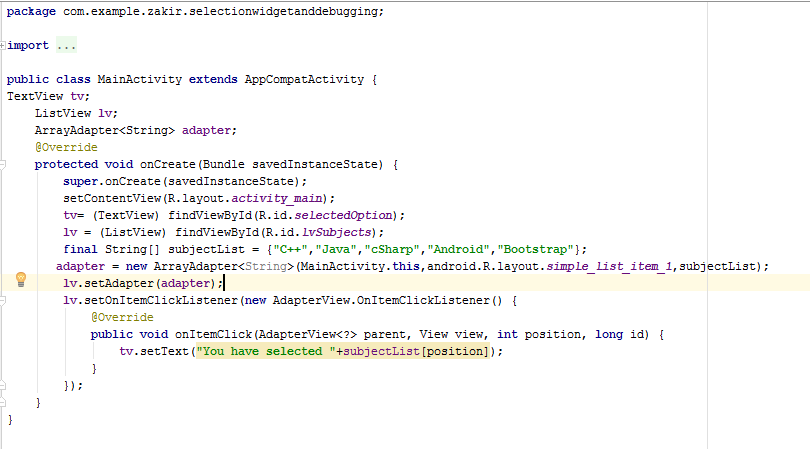 package com.example.zakir.selectionwidgetanddebugging;
import ...
public class MainActivity extends AppCompatActivity {
TextView tv;
ListView lv;
ArrayAdapter<String> adapter;
@Override
protected void onCreate(Bundle savedInstanceState) {
super.onCreate(savedInstanceState);
setContentView(R.layout.activity_main);
tv= (TextView) findViewById(R.id.selectedOption);
lv = (ListView) findViewById(R.id.lvSubjects);
final String[] subjectList = {"C++","Java","cSharp","Android","Bootstrap"};
adapter = new ArrayAdapter<String>(MainActivity.this,android.R.layout.simple_list_item_1,subjectList);
lv.setAdapter(adapter);
lv.setOnItemClickListener(new AdapterView.OnItemClickListener() {
@Override
public void onItemClick(AdapterView<?> parent, View view, int position, long id) {
tv.setText("You have selected "+subjectList[position]);
}
});
}
}